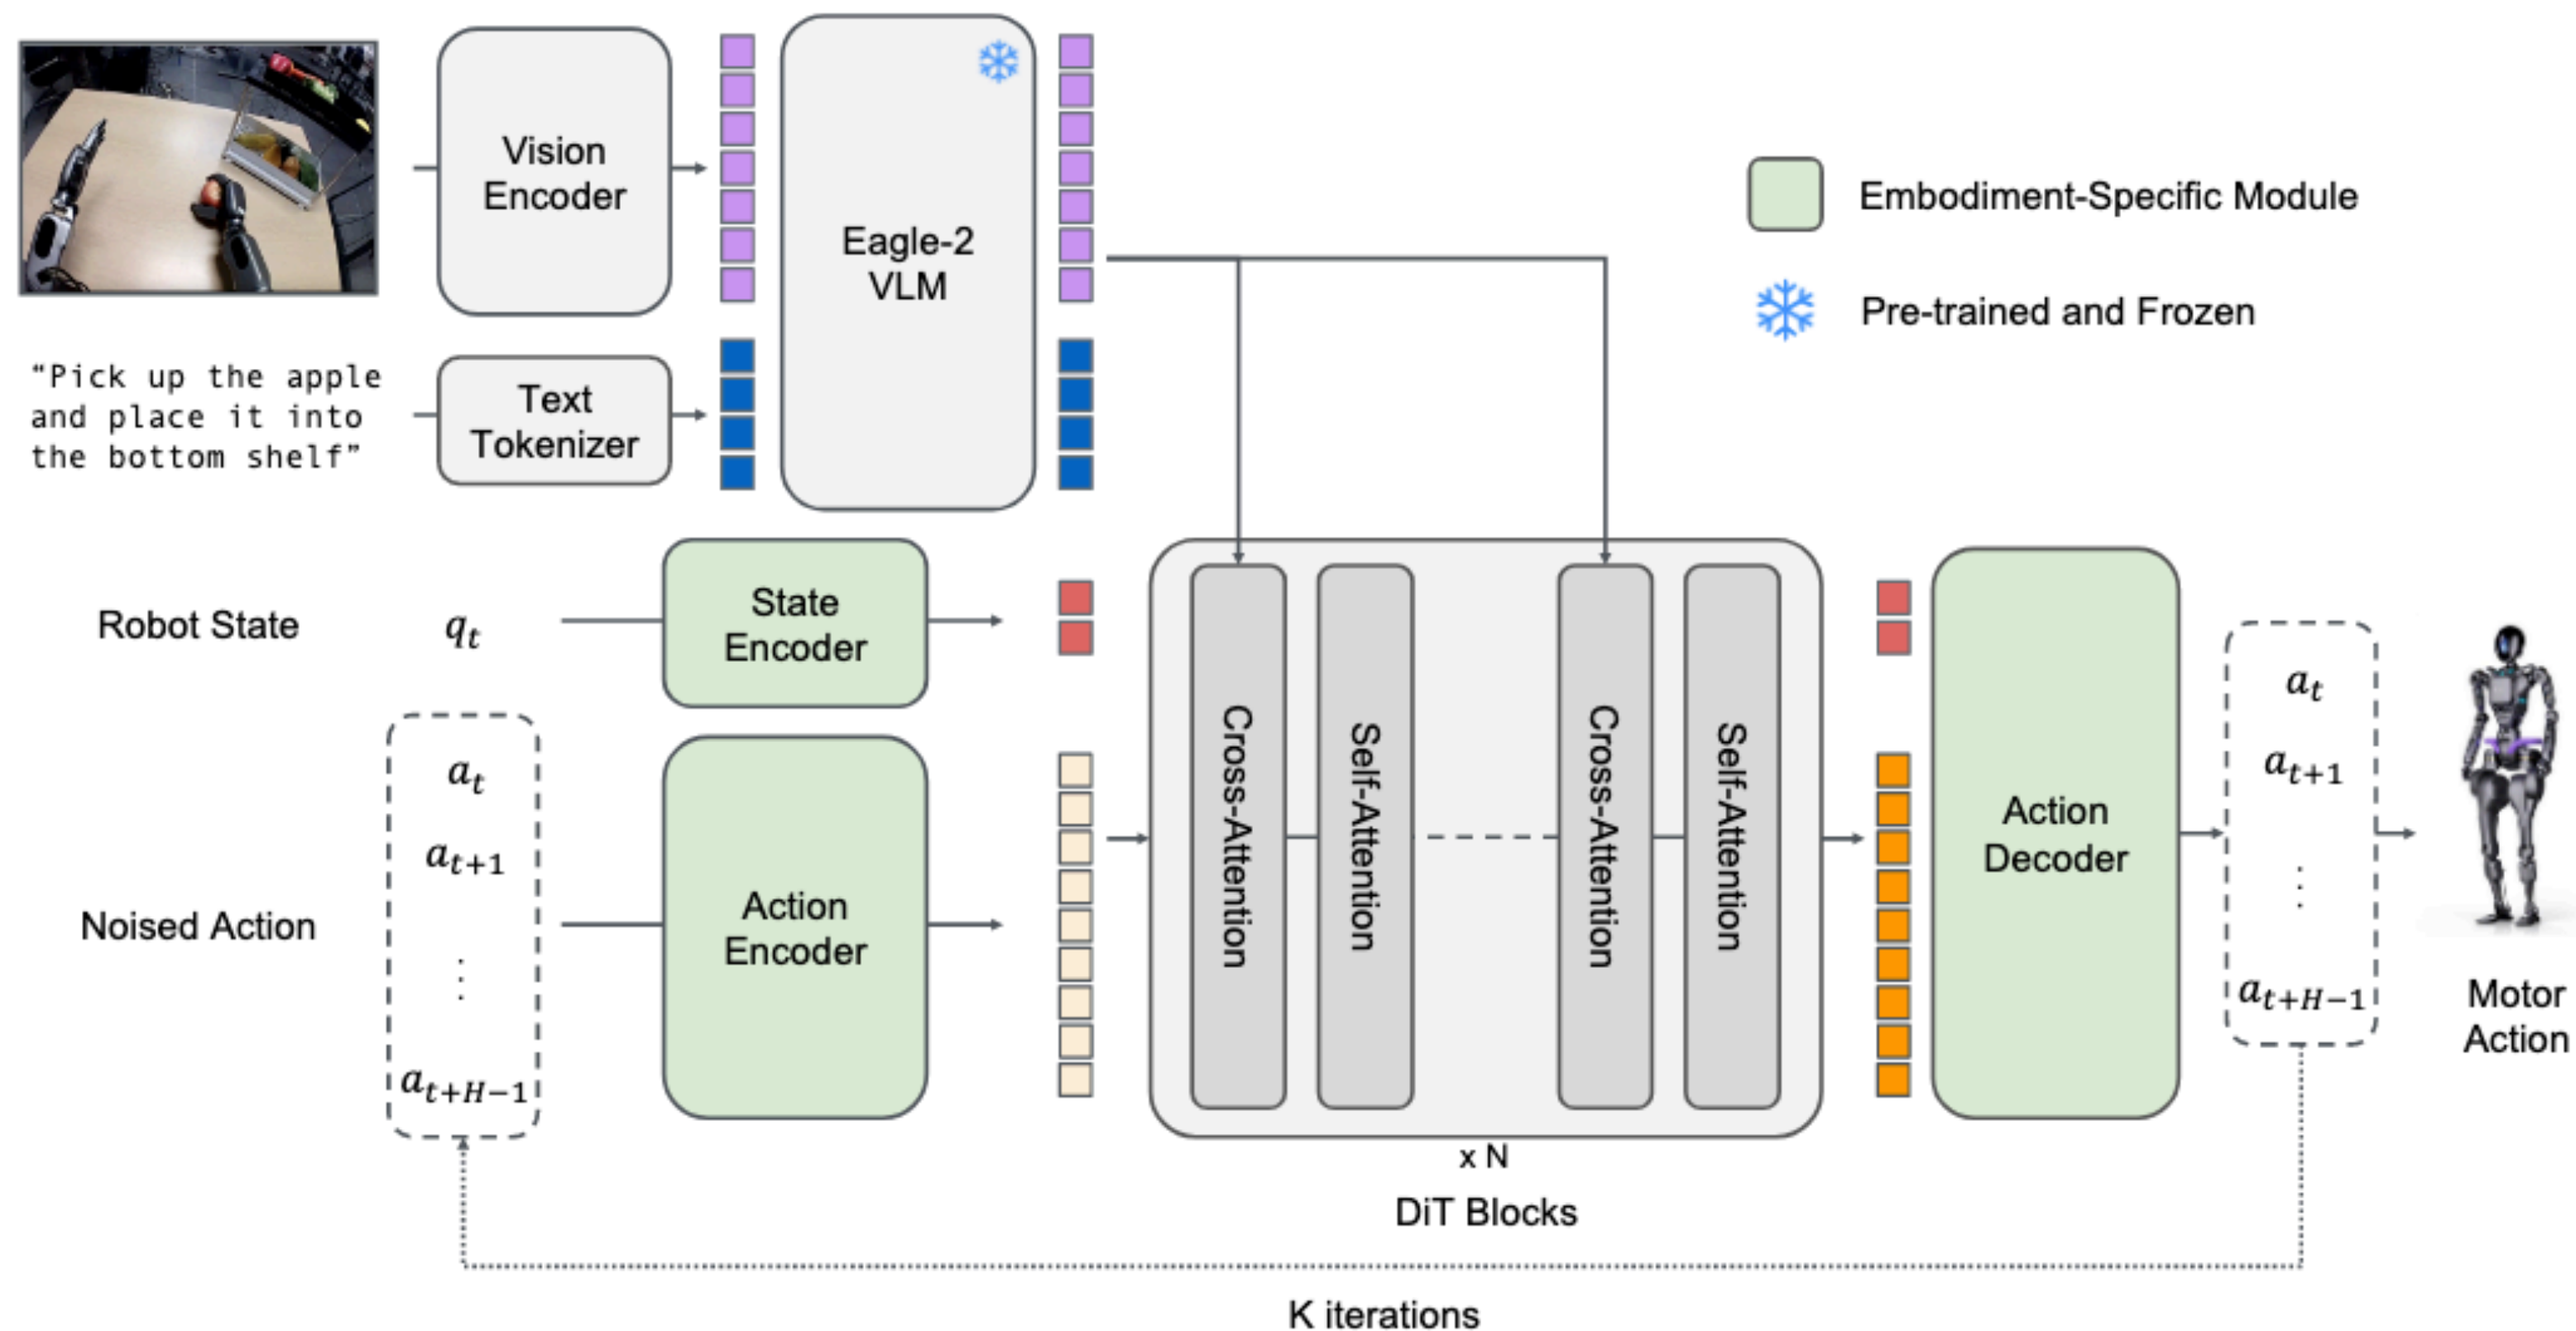 Vision
Encoder
Eagle-2
VLM
Embodiment-Specific Module
Pre-trained and Frozen
“Pick up the apple
and place it into
the bottom shelf”
Text
Tokenizer
Robot State
q_t
State
Encoder
Noised Action
a_t
a_{t+1}
⋮
a_{t+H−1}
Action
Encoder
Cross-Attention
Self-Attention
Cross-Attention
Self-Attention
x N
DiT Blocks
Action
Decoder
a_t
a_{t+1}
⋮
a_{t+H−1}
Motor
Action
K iterations